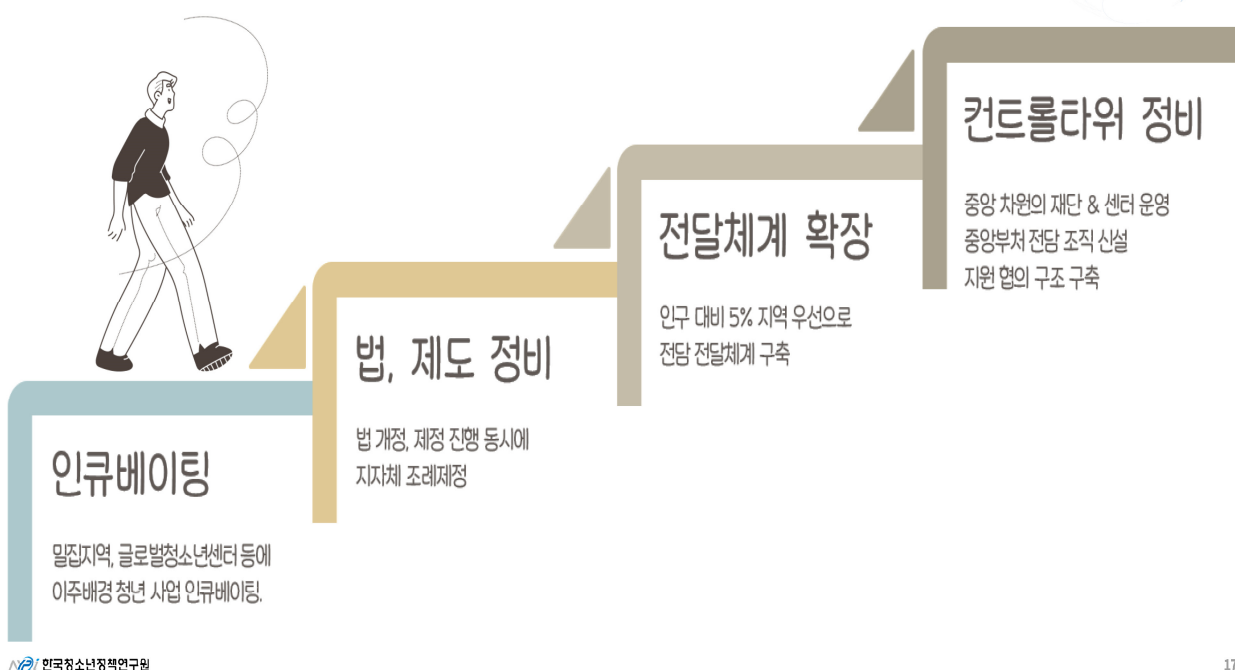 컨트롤타워 정비
중앙 차원의 재단 & 센터 운영
중앙부처 전담 조직 신설
지원 협의 구조 구축
전달체계 확장
인구 대비 5% 지역 우선으로
전담 전달체계 구축
법, 제도 정비
법 개정, 제정 진행 동시에
지자체 조례제정
인큐베이팅
밀집지역, 글로벌청소년센터 등에
이주배경 청년 사업 인큐베이팅.
한국청소년정책연구원
17